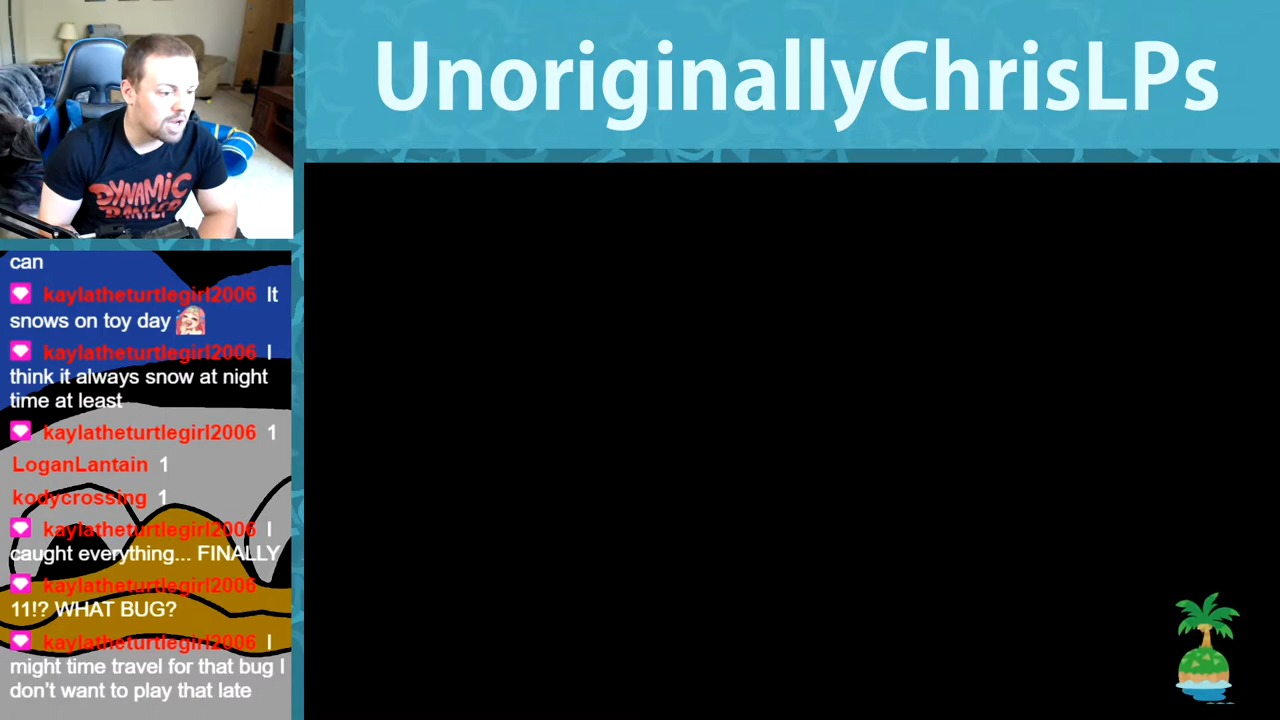 UnoriginallyChrisLPs
DYNAMIC
can
kaylatheturtlegirl2006 It
snows on toy day
kaylatheturtlegirl2006 I
think it always snow at night
time at least
kaylatheturtlegirl2006 1
LoganLantain 1
kodycrossing 1
kaylatheturtlegirl2006 I
caught everything... FINALLY
kaylatheturtlegirl2006
11!? WHAT BUG?
kaylatheturtlegirl2006 I
might time travel for that bug I
don't want to play that late